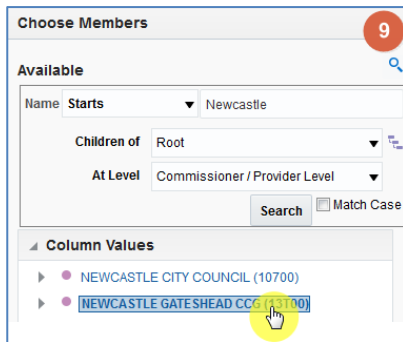 Choose Members
9
Available
Name Starts Newcastle
Children of Root
At Level Commissioner / Provider Level
Search Match Case
Column Values
NEWCASTLE CITY COUNCIL (10700)
NEWCASTLE GATESHEAD CCG (13T00)